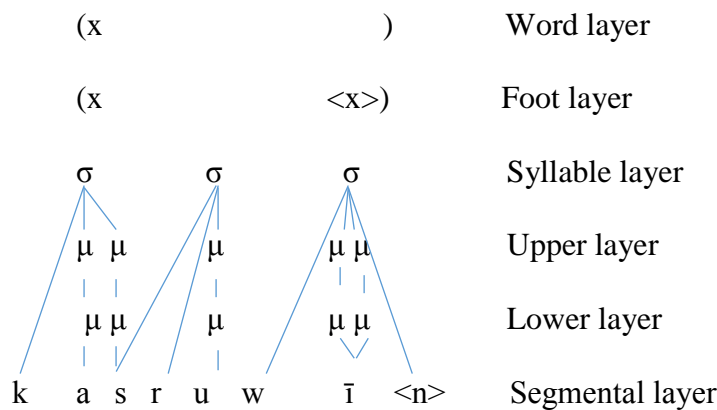 (x ) Word layer
(x <x>) Foot layer
σ σ σ Syllable layer
μ μ μ μ μ Upper layer
μ μ μ μ μ Lower layer
k a s r u w ī <n> Segmental layer